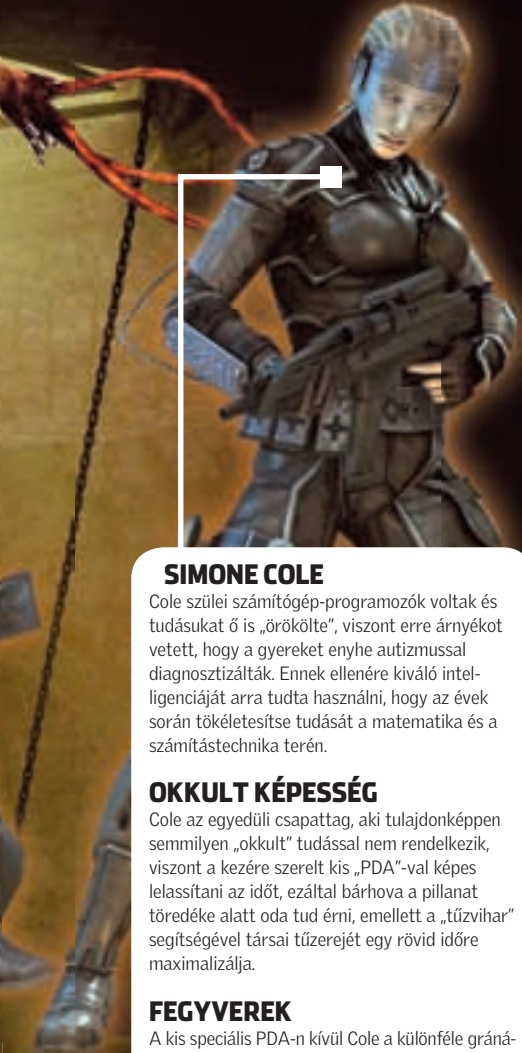 SIMONE COLE
Cole szülei számítógép-programozók voltak és
tudásukat ő is „örökölte”, viszont erre árnyékot
vetett, hogy a gyereket enyhe autizmussal
diagnosztizálták. Ennek ellenére kiváló intel-
ligenciáját arra tudta használni, hogy az évek
során tökéletesítse tudását a matematika és a
számítástechnika terén.
OKKULT KÉPESSÉG
Cole az egyedüli csapattag, aki tulajdonképpen
semmilyen „okkult” tudással nem rendelkezik,
viszont a kezére szerelt kis „PDA”-val képes
lelassítani az időt, ezáltal bárhova a pillanat
töredéke alatt oda tud érni, emellett a „tűzvihar”
segítségével társai tűzerejét egy rövid időre
maximalizálja.
FEGYVEREK
A kis speciális PDA-n kívül Cole a különféle gráná-